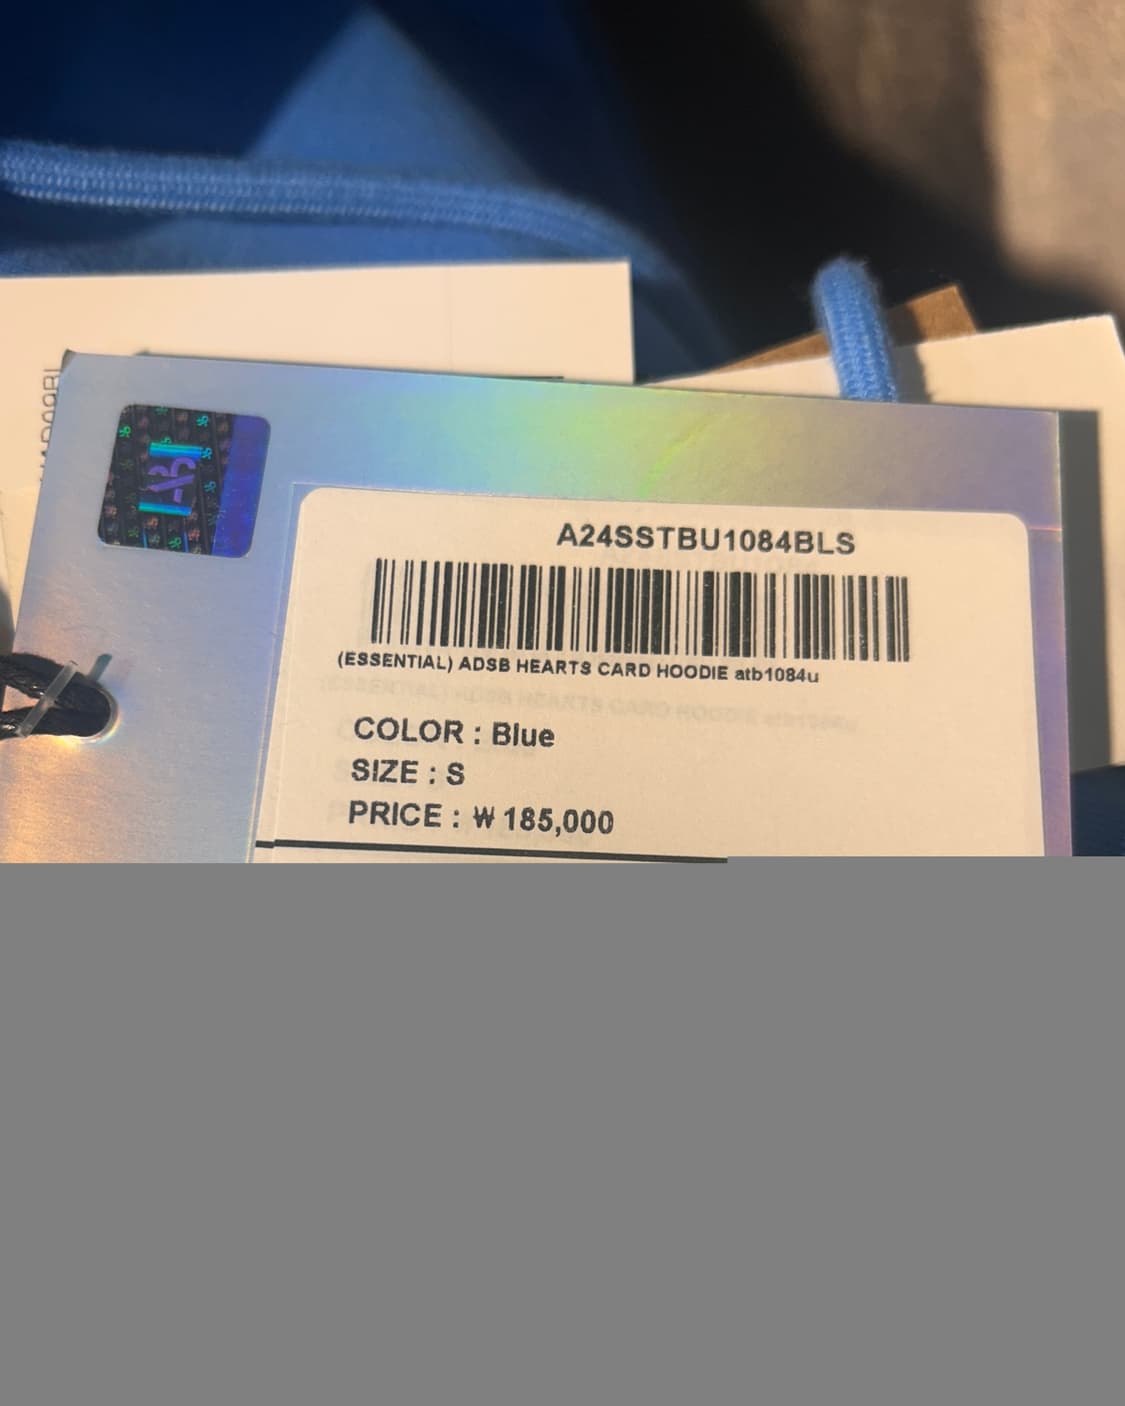 A24SSTBU1084BLS
(ESSENTIAL) ADSB HEARTS CARD HOODIE atb1084u
COLOR : Blue
SIZE : S
PRICE : ₩ 185,000